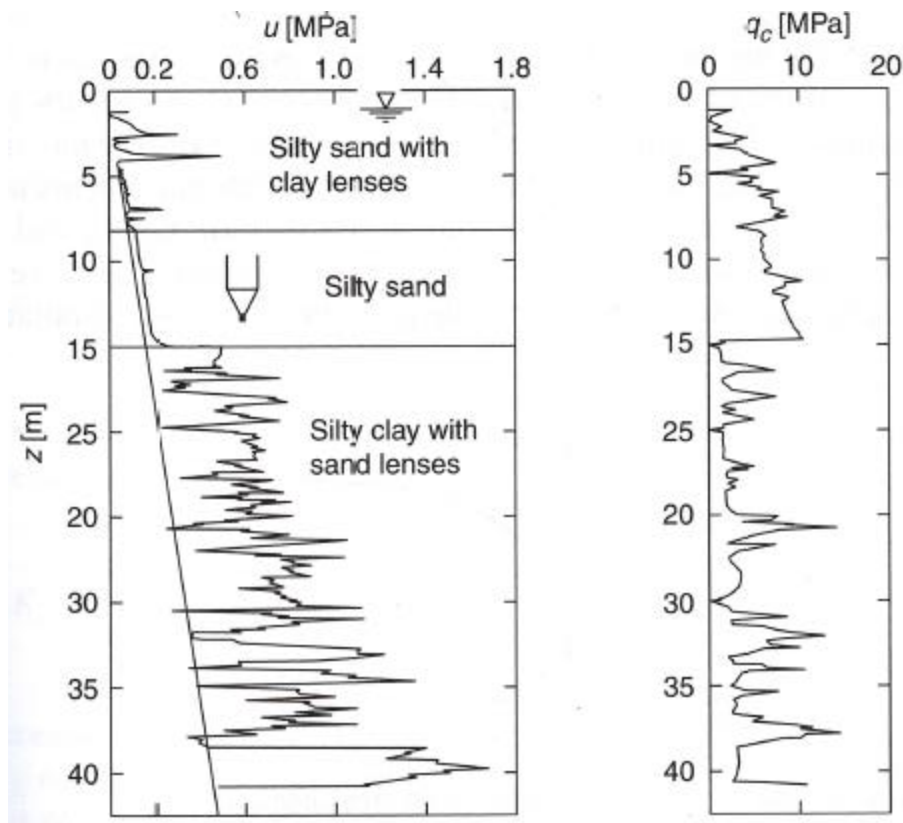 u [MPa]
0 0.2 0.6 1.0 1.4 1.8
q_c [MPa]
0 10 20
z [m]
0
5
10
15
25
20
30
35
40
Silty sand with
clay lenses
Silty sand
Silty clay with
sand lenses
0
5
10
15
25
20
30
35
40